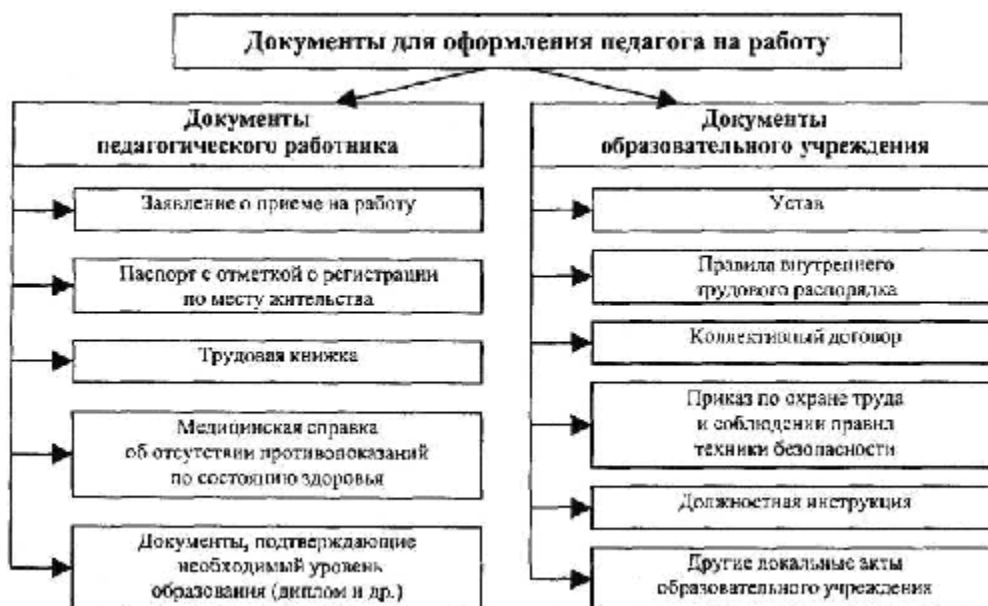 Документы для оформления педагога на работу
Документы
педагогического работника
Заявление о приеме на работу
Паспорт с отметкой о регистрации
по месту жительства
Трудовая книжка
Медицинская справка
об отсутствии противопоказаний
по состоянию здоровья
Документы, подтверждающие
необходимый уровень
образования (диплом и др.)
Документы
образовательного учреждения
Устав
Правила внутреннего
трудового распорядка
Коллективный договор
Приказ по охране труда
и соблюдении правил
техники безопасности
Должностная инструкция
Другие локальные акты
образовательного учреждения